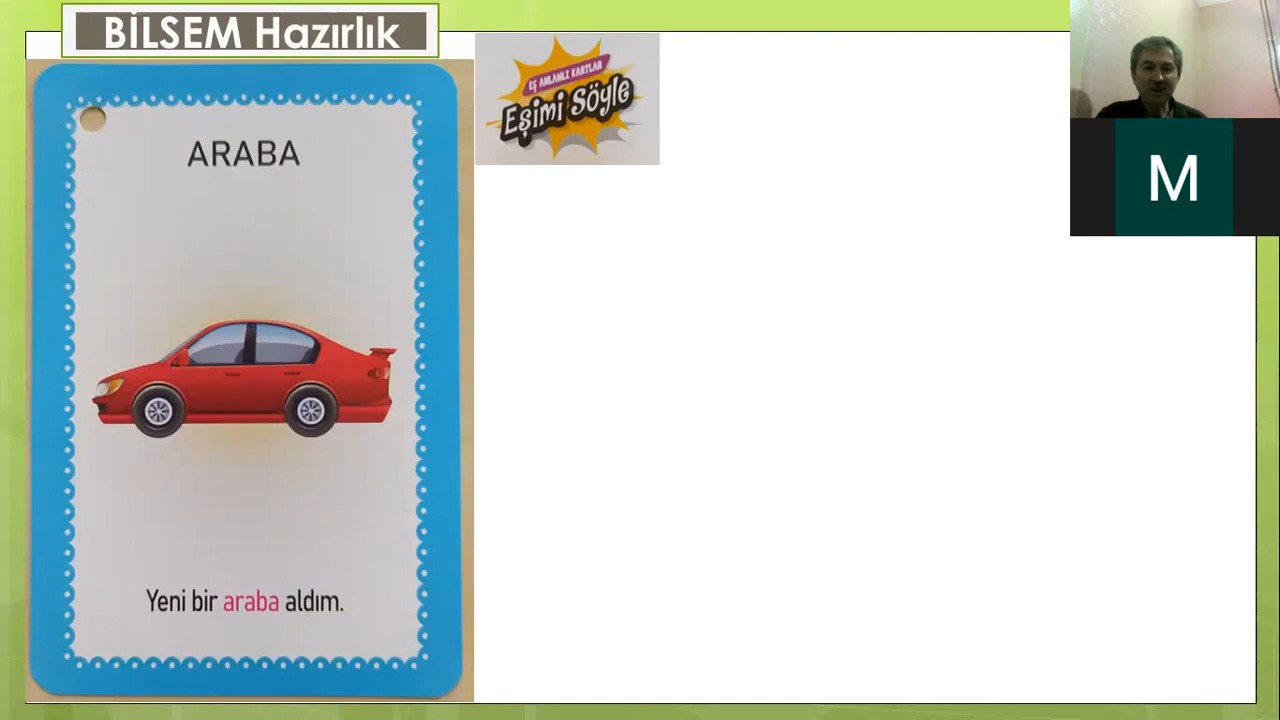 BİLSEM Hazırlık
EŞ ANLAMLI KARTLAR
Eşimi Söyle
ARABA
Yeni bir araba aldım.
M